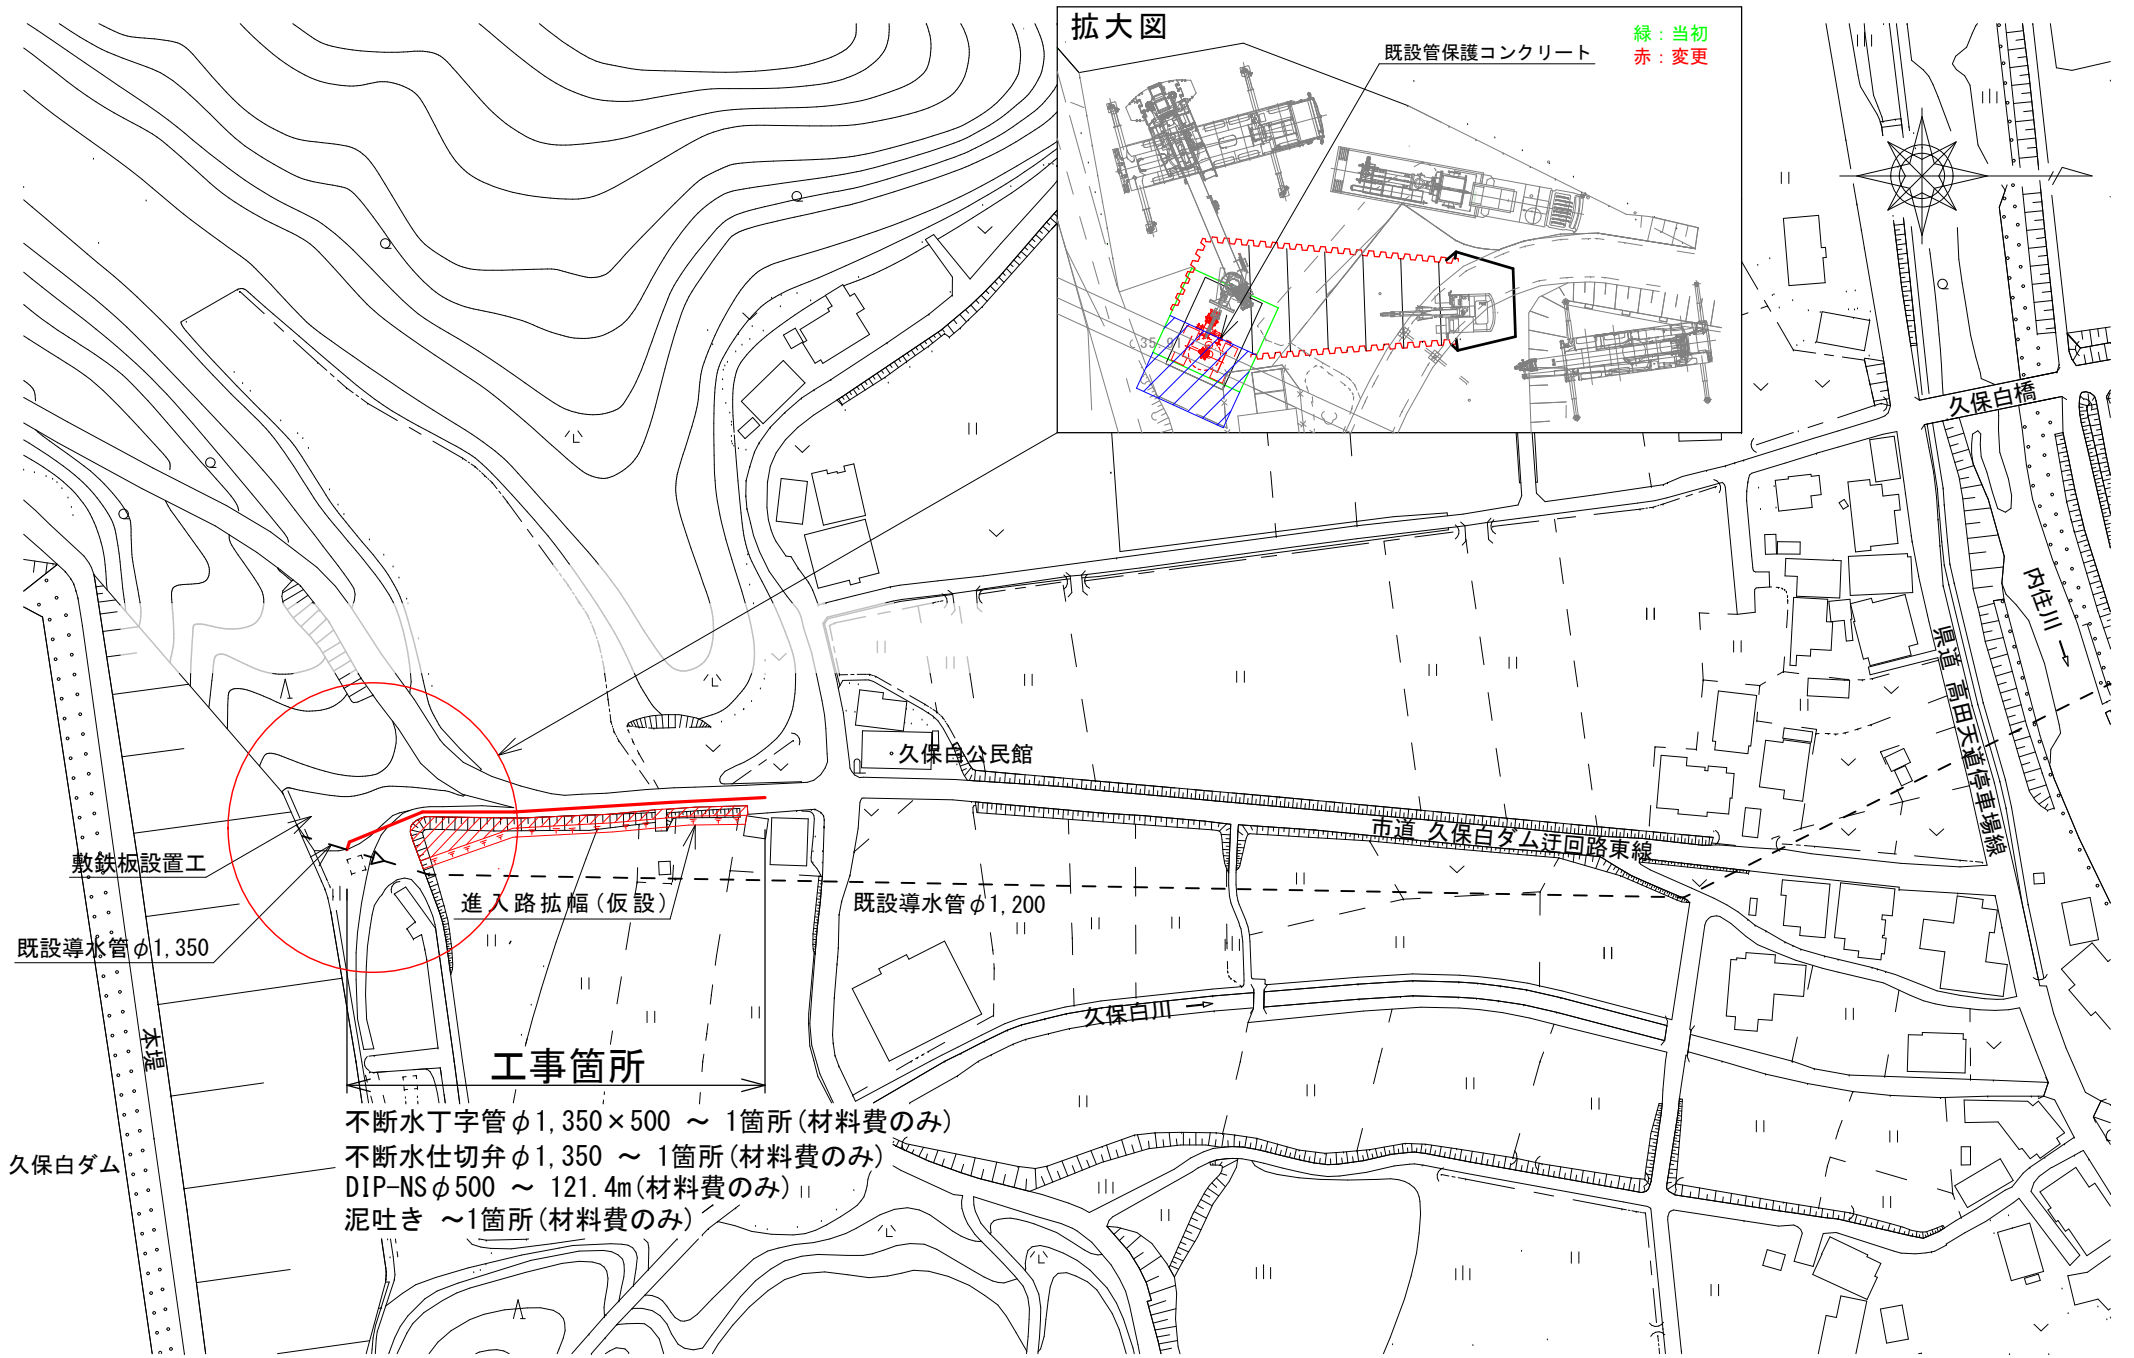 拡大図
緑：当初
赤：変更
既設管保護コンクリート
久保白橋
内住川
県道 高田天道停車場線
久保白公民館
市道 久保白ダム迂回路東線
敷鉄板設置工
進入路拡幅(仮設)
既設導水管φ1,200
既設導水管φ1,350
久保白川
本堤
工事箇所
不断水丁字管φ1,350×500 ～ 1箇所(材料費のみ)
不断水仕切弁φ1,350 ～ 1箇所(材料費のみ)
DIP-NSφ500 ～ 121.4m(材料費のみ)
泥吐き ～1箇所(材料費のみ)
久保白ダム